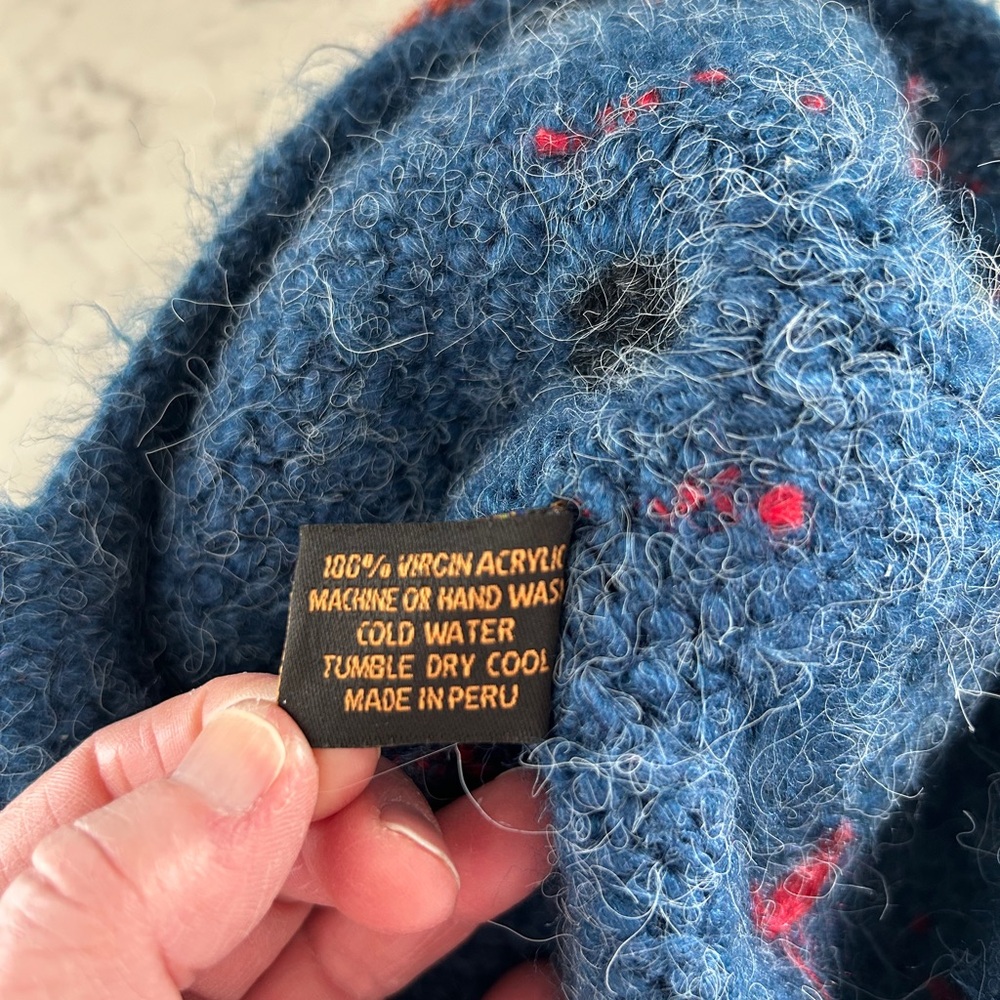 100% VIRGIN ACRYLIC
MACHINE OR HAND WASH
COLD WATER
TUMBLE DRY COOL
MADE IN PERU